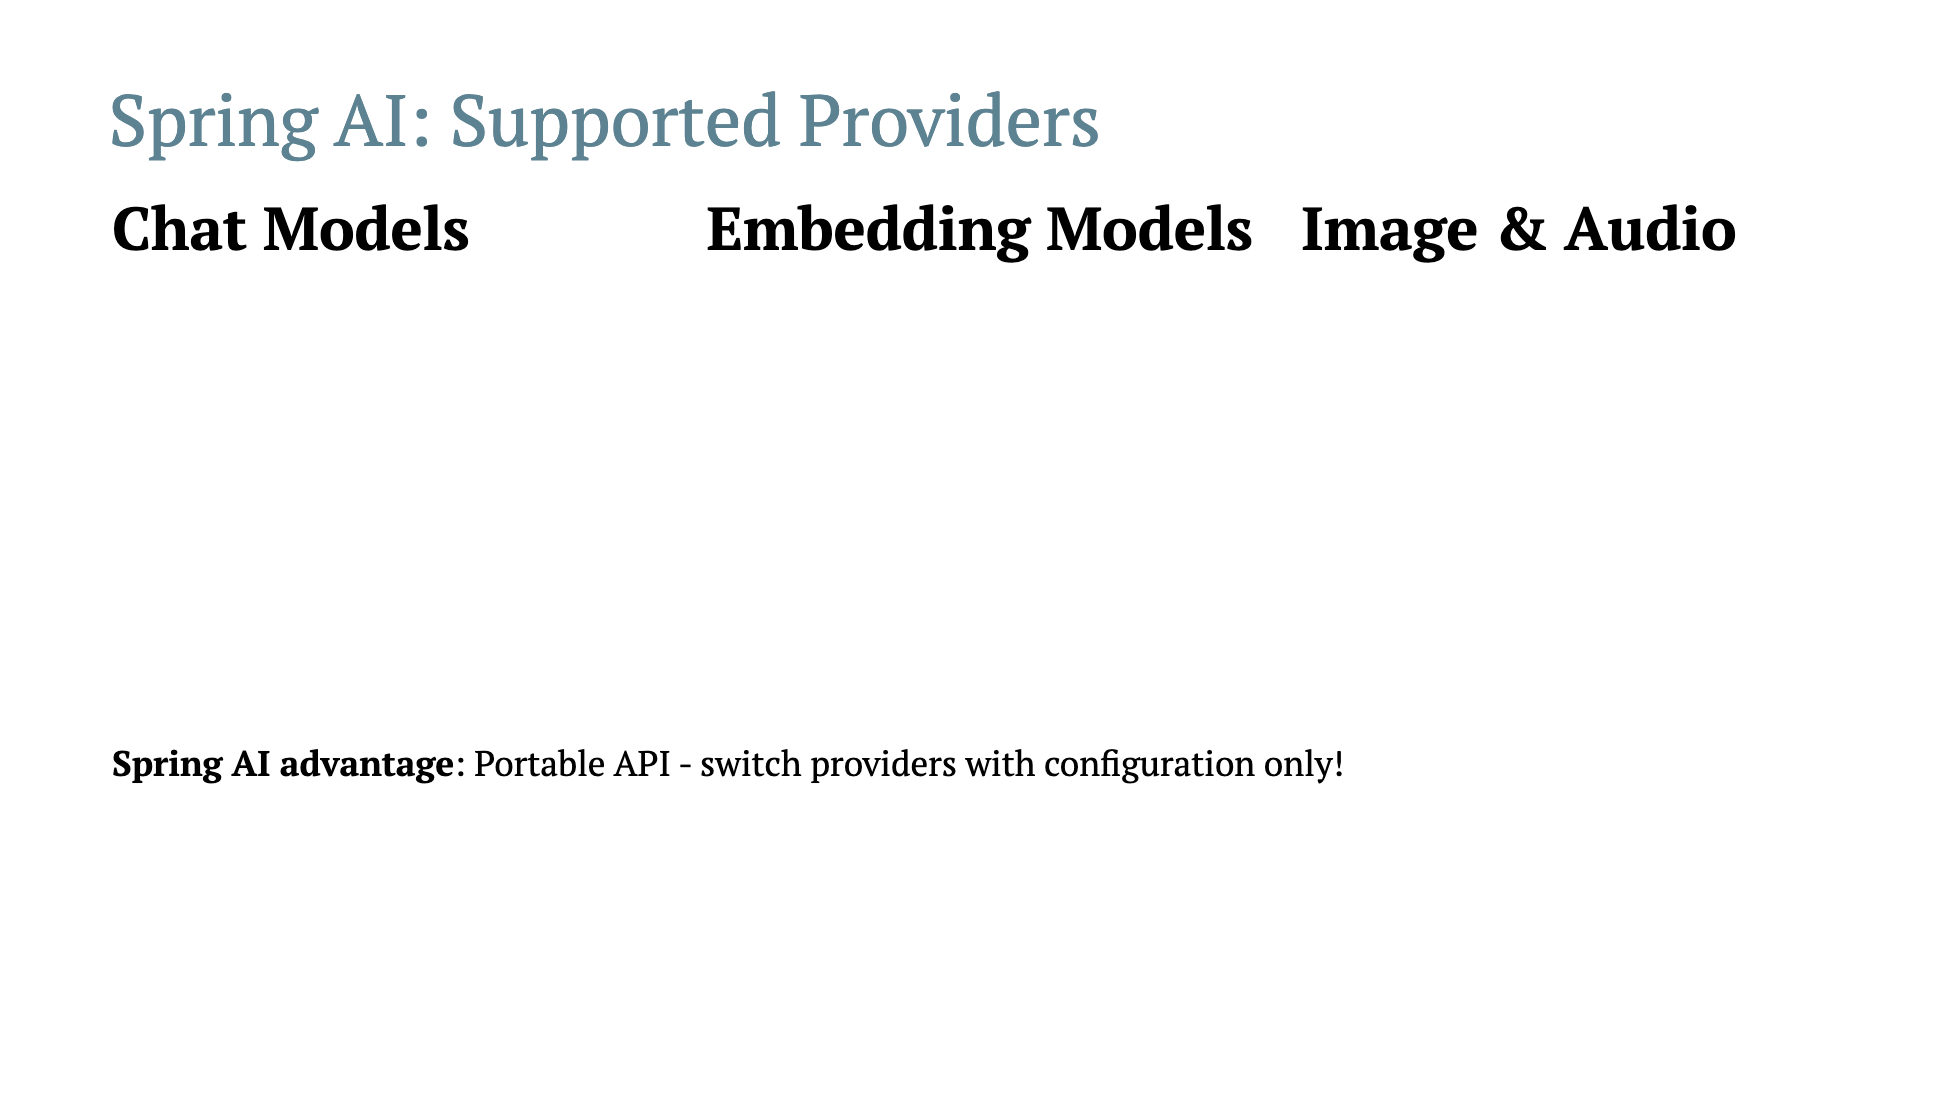 Spring AI: Supported Providers
Chat Models
Embedding Models
Image & Audio
Spring AI advantage: Portable API - switch providers with configuration only!